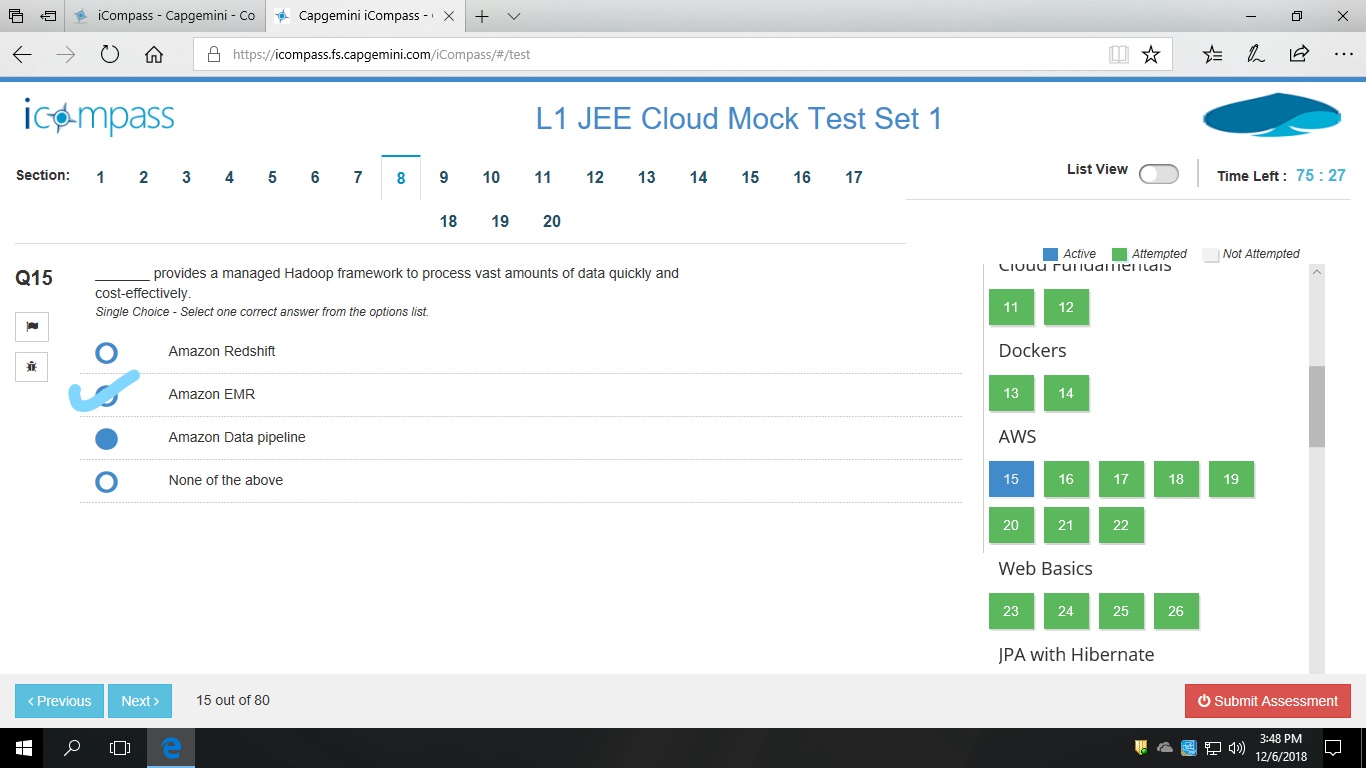 iCompass - Capgemini - Co
Capgemini iCompass -
https://icompass.fs.capgemini.com/iCompass/#/test
icompass
L1 JEE Cloud Mock Test Set 1
Section: 1 2 3 4 5 6 7 8 9 10 11 12 13 14 15 16 17
18 19 20
List View
Time Left : 75 : 27
Active Attempted Not Attempted
Q15
_______ provides a managed Hadoop framework to process vast amounts of data quickly and
cost-effectively.
Single Choice - Select one correct answer from the options list.
Amazon Redshift
Amazon EMR
Amazon Data pipeline
None of the above
Cloud Fundamentals
11 12
Dockers
13 14
AWS
15 16 17 18 19
20 21 22
Web Basics
23 24 25 26
JPA with Hibernate
‹ Previous
Next ›
15 out of 80
Submit Assessment
3:48 PM
12/6/2018